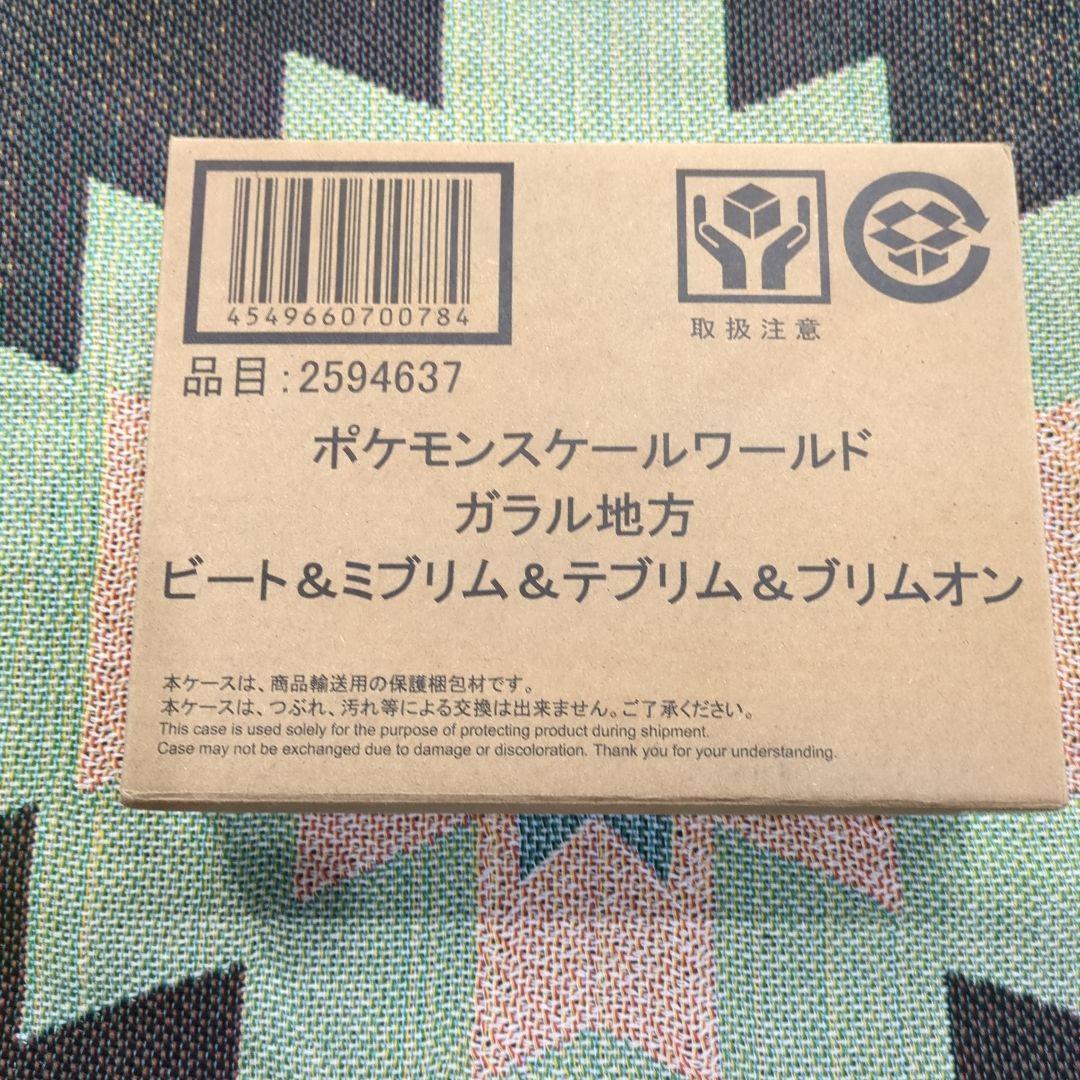 4549660700784
取扱注意
品目:2594637
ポケモンスケールワールド
ガラル地方
ビート&ミブリム&テブリム&ブリムオン
本ケースは、商品輸送用の保護梱包材です。
本ケースは、つぶれ、汚れ等による交換は出来ません。ご了承ください。
This case is used solely for the purpose of protecting product during shipment.
Case may not be exchanged due to damage or discoloration. Thank you for your understanding.